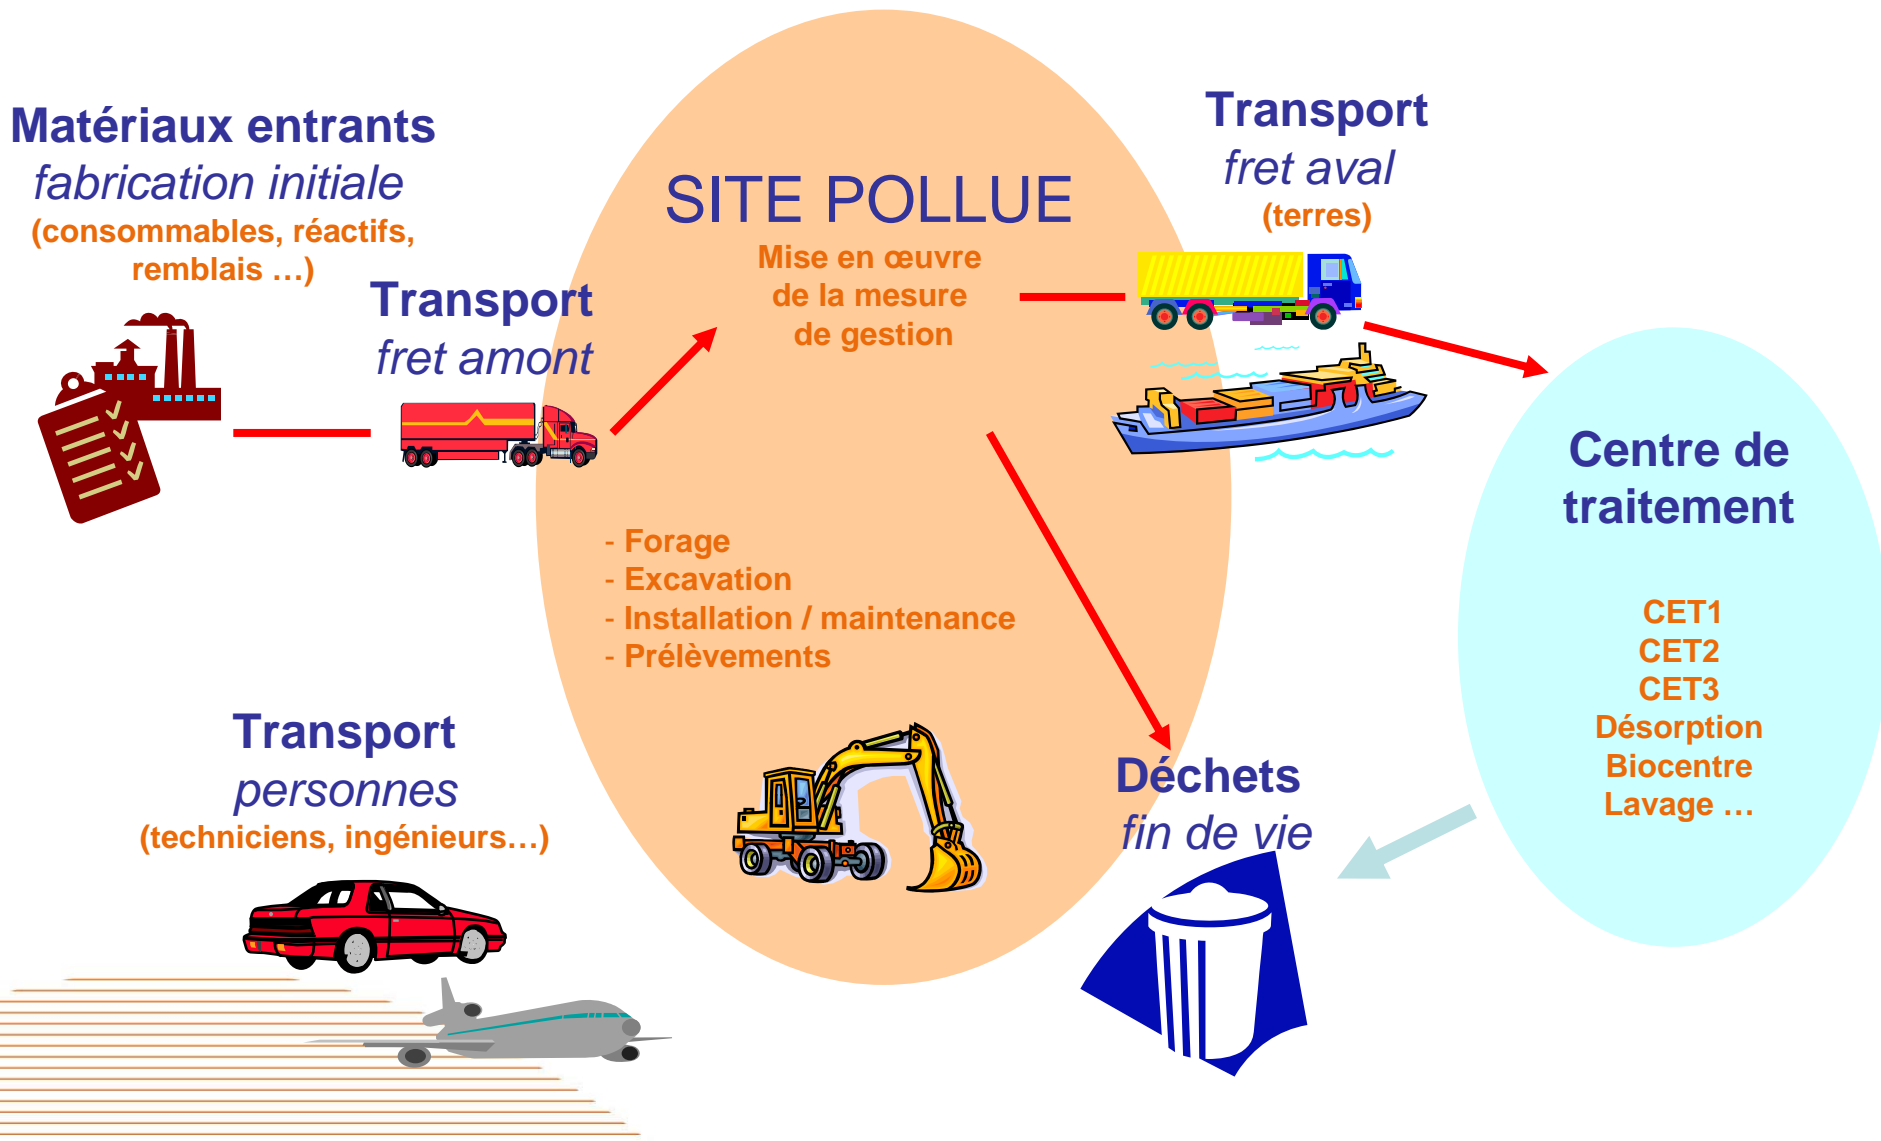 Matériaux entrants
fabrication initiale
(consommables, réactifs,
remblais …)
Transport
fret amont
SITE POLLUE
Mise en œuvre
de la mesure
de gestion
- Forage
- Excavation
- Installation / maintenance
- Prélèvements
Transport
fret aval
(terres)
Centre de
traitement
CET1
CET2
CET3
Désorption
Biocentre
Lavage …
Transport
personnes
(techniciens, ingénieurs…)
Déchets
fin de vie